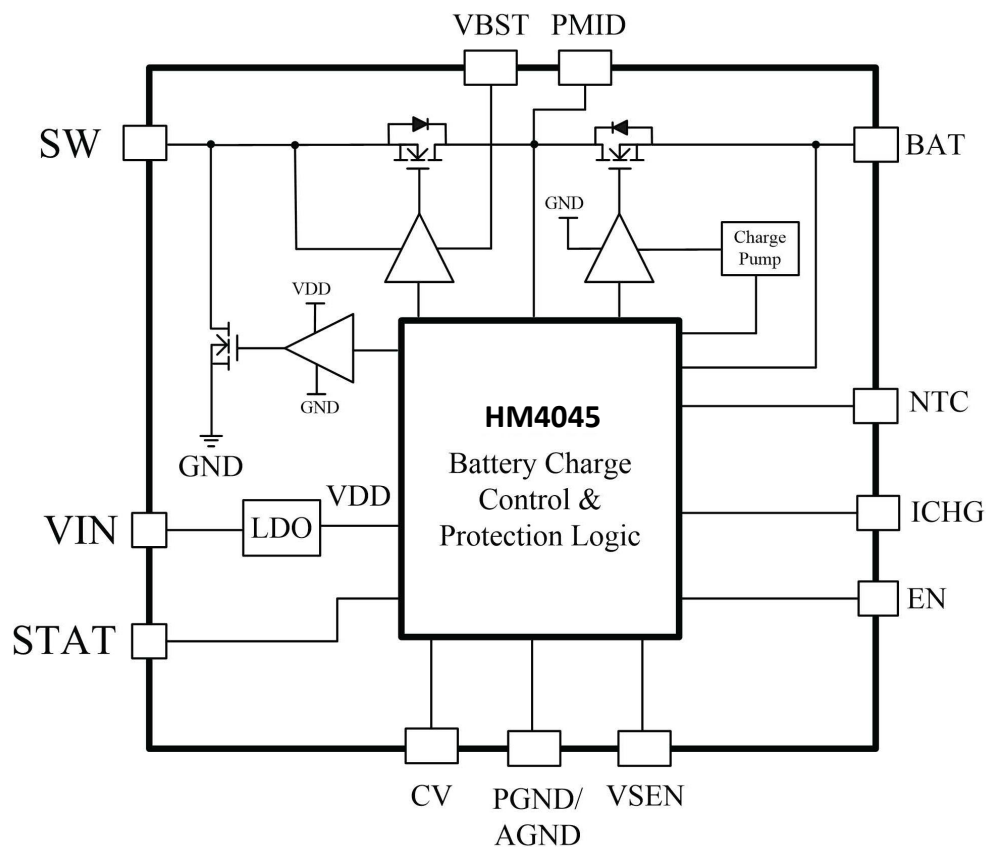 VBST PMID
SW
BAT
GND
Charge
Pump
VDD
GND
GND
HM4045
Battery Charge
Control &
Protection Logic
NTC
VIN
LDO
VDD
ICHG
EN
STAT
CV
PGND/
AGND
VSEN